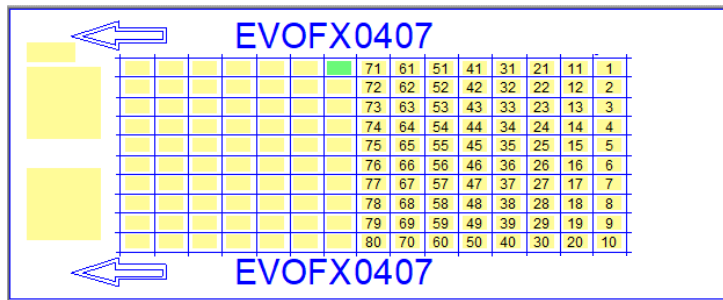 EVOFX0407
71 61 51 41 31 21 11 1
72 62 52 42 32 22 12 2
73 63 53 43 33 23 13 3
74 64 54 44 34 24 14 4
75 65 55 45 35 25 15 5
76 66 56 46 36 26 16 6
77 67 57 47 37 27 17 7
78 68 58 48 38 28 18 8
79 69 59 49 39 29 19 9
80 70 60 50 40 30 20 10
EVOFX0407